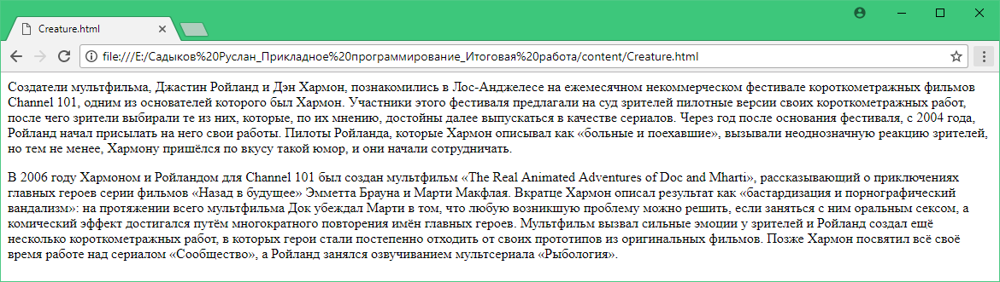 Creature.html
file:///E:/Садыков%20Руслан_Прикладное%20программирование_Итоговая%20работа/content/Creature.html
Создатели мультфильма, Джастин Ройланд и Дэн Хармон, познакомились в Лос-Анджелесе на ежемесячном некоммерческом фестивале короткометражных фильмов
Channel 101, одним из основателей которого был Хармон. Участники этого фестиваля предлагали на суд зрителей пилотные версии своих короткометражных работ,
после чего зрители выбирали те из них, которые, по их мнению, достойны далее выпускаться в качестве сериалов. Через год после основания фестиваля, с 2004 года,
Ройланд начал присылать на него свои работы. Пилоты Ройланда, которые Хармон описывал как «больные и поехавшие», вызывали неоднозначную реакцию зрителей,
но тем не менее, Хармону пришёлся по вкусу такой юмор, и они начали сотрудничать.
В 2006 году Хармоном и Ройландом для Channel 101 был создан мультфильм «The Real Animated Adventures of Doc and Mharti», рассказывающий о приключениях
главных героев серии фильмов «Назад в будущее» Эмметта Брауна и Марти Макфлая. Вкратце Хармон описал результат как «бастардизация и порнографический
вандализм»: на протяжении всего мультфильма Док убеждал Марти в том, что любую возникшую проблему можно решить, если заняться с ним оральным сексом, а
комический эффект достигался путём многократного повторения имён главных героев. Мультфильм вызвал сильные эмоции у зрителей и Ройланд создал ещё
несколько короткометражных работ, в которых герои стали постепенно отходить от своих прототипов из оригинальных фильмов. Позже Хармон посвятил всё своё
время работе над сериалом «Сообщество», а Ройланд занялся озвучиванием мультсериала «Рыбология».